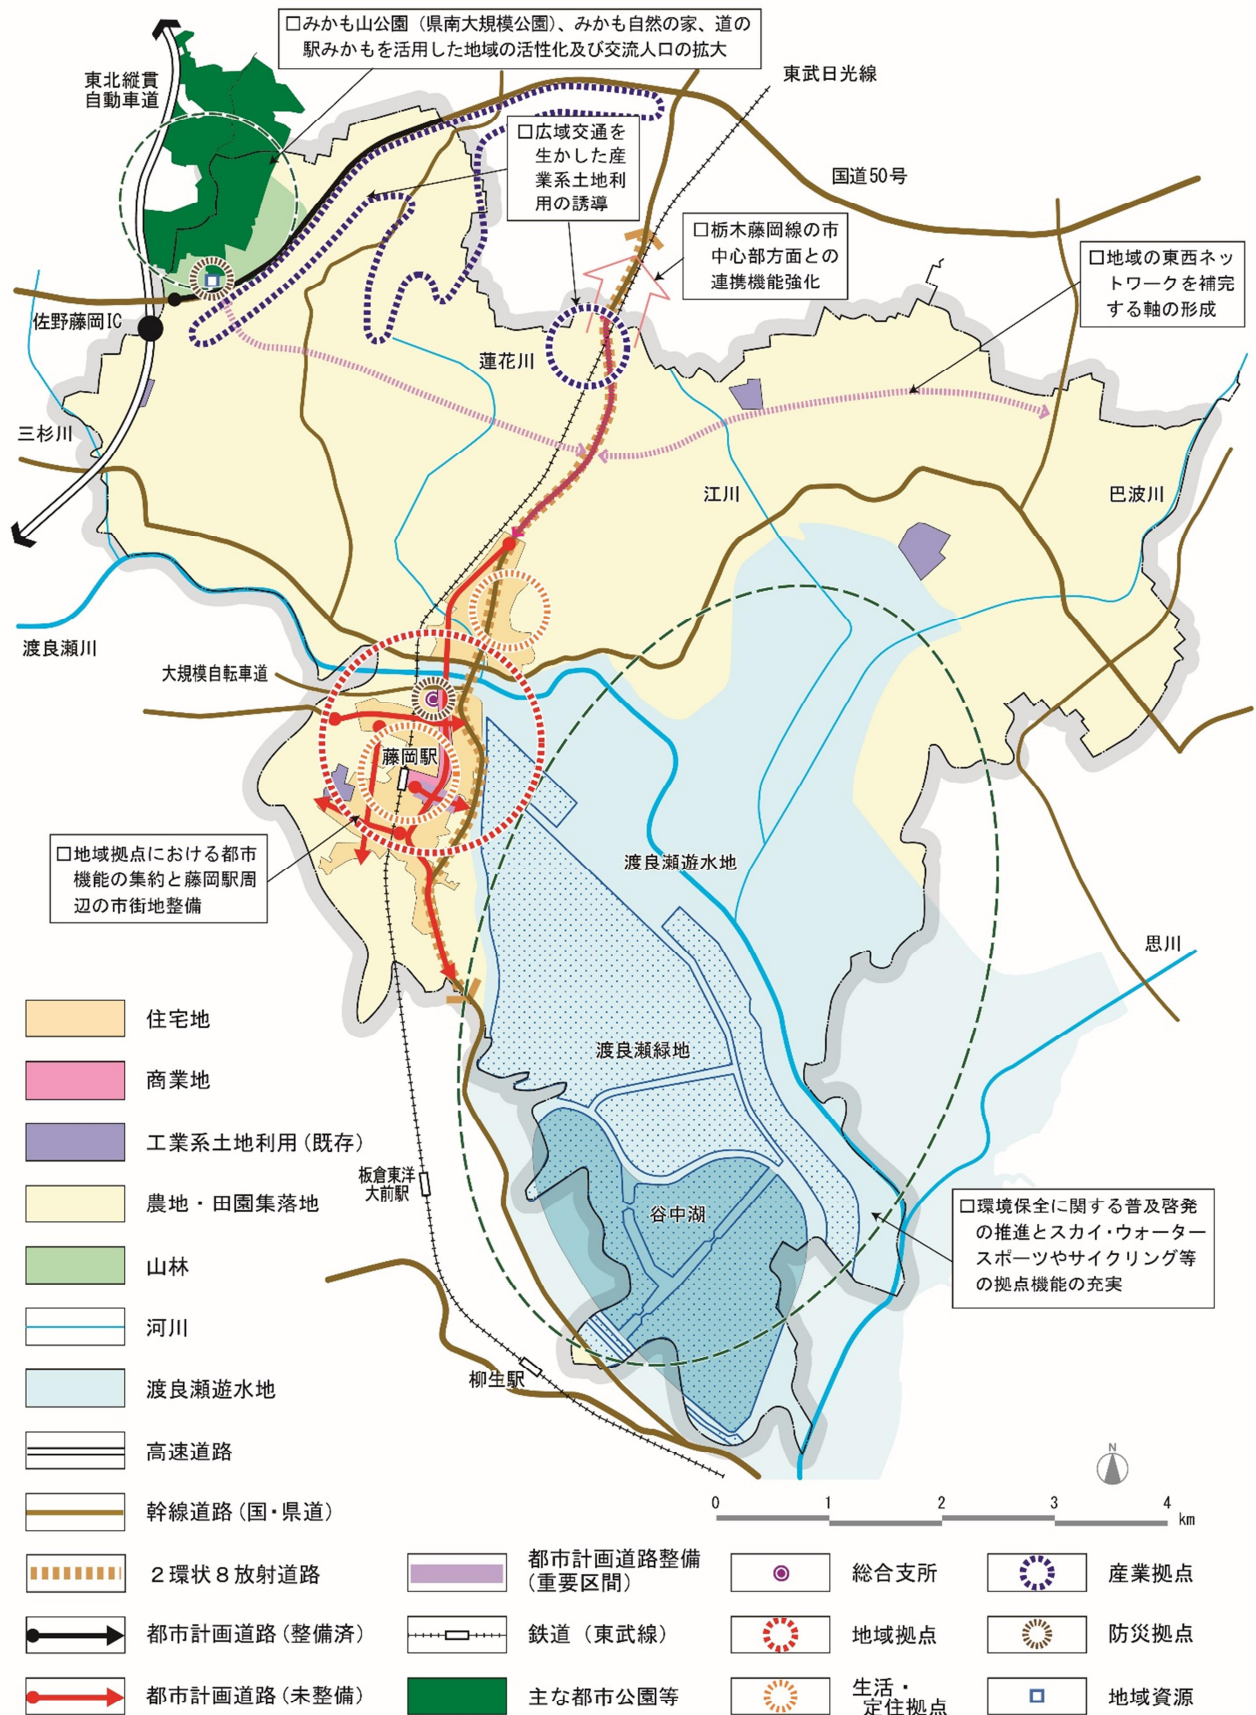 □みかも山公園（県南大規模公園）、みかも自然の家、道の
駅みかもを活用した地域の活性化及び交流人口の拡大
東北縦貫
自動車道
東武日光線
□広域交通を
生かした産
業系土地利
用の誘導
国道50号
□栃木藤岡線の市
中心部方面との
連携機能強化
□地域の東西ネッ
トワークを補完
する軸の形成
佐野藤岡IC
蓮花川
三杉川
江川
巴波川
渡良瀬川
大規模自転車道
藤岡駅
□地域拠点における都市
機能の集約と藤岡駅周
辺の市街地整備
渡良瀬遊水地
思川
渡良瀬緑地
板倉東洋
大前駅
谷中湖
□環境保全に関する普及啓発
の推進とスカイ・ウォーター
スポーツやサイクリング等
の拠点機能の充実
柳生駅
N
0 1 2 3 4
km
住宅地
商業地
工業系土地利用（既存）
農地・田園集落地
山林
河川
渡良瀬遊水地
高速道路
幹線道路（国・県道）
２環状８放射道路
都市計画道路（整備済）
都市計画道路（未整備）
都市計画道路整備
（重要区間）
鉄道（東武線）
主な都市公園等
総合支所
地域拠点
生活・
定住拠点
産業拠点
防災拠点
地域資源